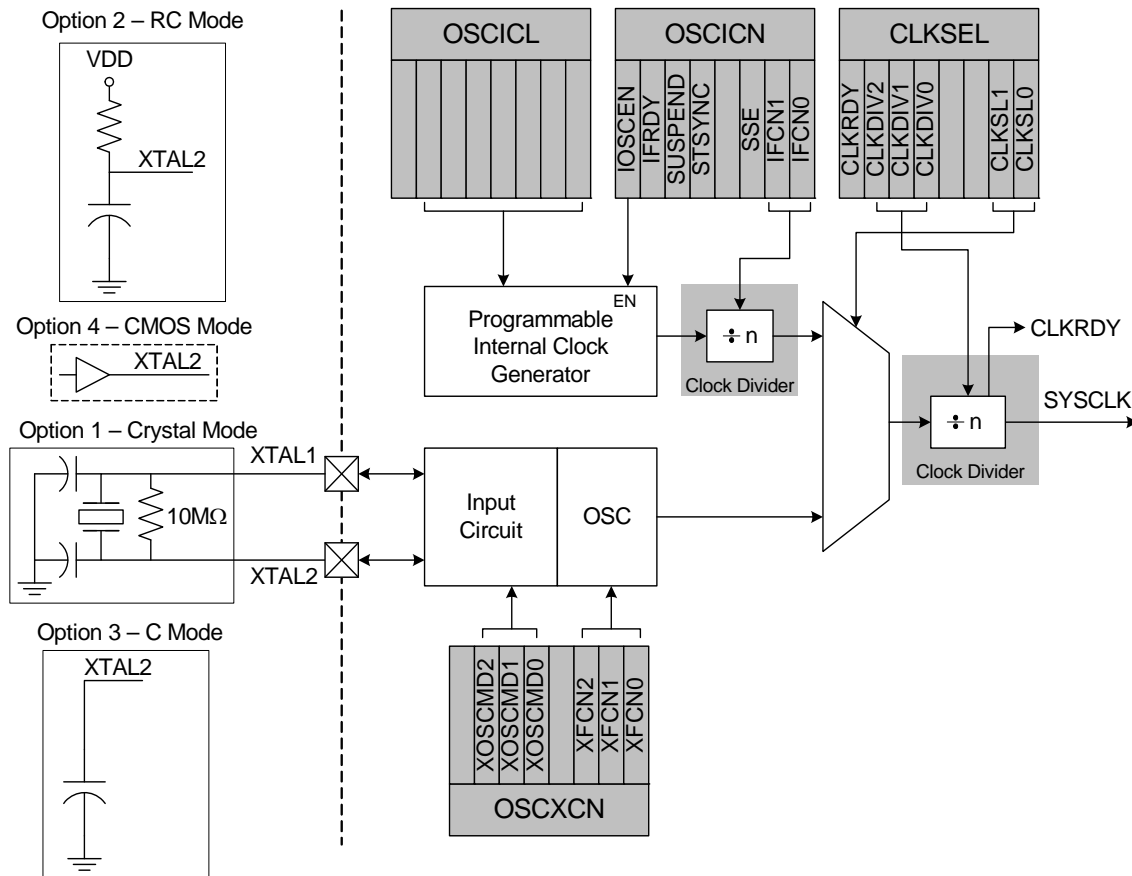 Option 2 – RC Mode
VDD
XTAL2
Option 4 – CMOS Mode
XTAL2
Option 1 – Crystal Mode
XTAL1
10MΩ
XTAL2
Option 3 – C Mode
XTAL2
OSCICL
OSCICN
IOSCEN
IFRDY
SUSPEND
STSYNC
SSE
IFCN1
IFCN0
CLKSEL
CLKRDY
CLKDIV2
CLKDIV1
CLKDIV0
CLKSL1
CLKSL0
EN
Programmable
Internal Clock
Generator
÷ n
Clock Divider
CLKRDY
SYSCLK
÷ n
Clock Divider
Input
Circuit
OSC
XOSCMD2
XOSCMD1
XOSCMD0
XFCN2
XFCN1
XFCN0
OSCXCN